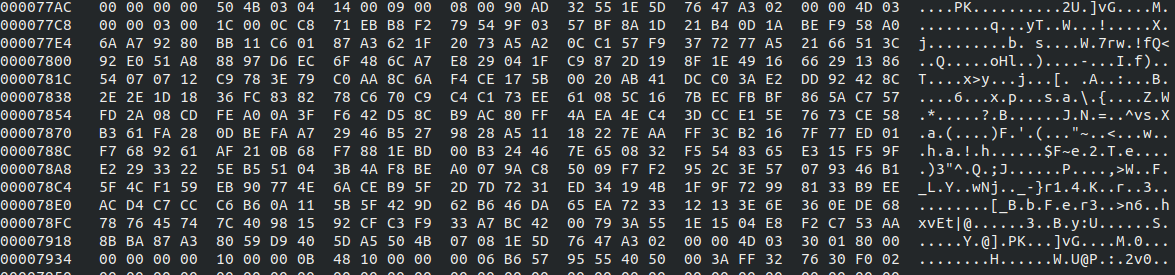 000077AC 00 00 00 00 50 4B 03 04 14 00 09 00 08 00 90 AD 32 55 1E 5D 76 47 A3 02 00 00 4D 03 ....PK..........2U.]vG....M.
000077C8 03 00 03 00 1C 00 0C C8 71 EB B8 F2 79 54 9F 03 57 BF 8A 1D 21 B4 0D 1A BE F9 58 A0 ........q...yT..W...!.....X.
000077E4 6A A7 92 80 BB 11 C6 01 87 A3 62 1F 20 73 A5 A2 0C C1 57 F9 37 72 77 A5 21 66 51 3C j.........b. s....W.7rw.!fQ<
00007800 92 E0 51 A8 88 97 D6 EC 6F 48 6C A7 E8 29 04 1F C9 87 2D 19 8F 1E 49 16 66 29 13 86 ..Q.....oHl..)....-...I.f)..
0000781C 54 07 07 12 C9 78 3E 79 C0 AA 8C 6A F4 CE 17 5B 00 20 AB 41 DC C0 3A E2 DD 92 42 8C T....x>y...j...[. .A..:...B.
00007838 2E 2E 1D 18 36 FC 83 82 78 C6 70 C9 C4 C1 73 EE 61 08 5C 16 7B EC FB BF 86 5A C7 57 ....6...x.p...s.a.\.{....Z.W
00007854 FD 2A 08 CD FE A0 0A 3F F6 42 D8 C8 B9 AC 80 FF 4A EA 4E C4 3D CC E1 5E 76 73 CE 58 .*.....?.B......J.N.=..^vs.X
00007870 B3 61 FA 28 0D BE FA A7 29 46 B5 27 98 28 A5 11 18 22 7E AA FF 3C B2 16 7F 77 ED 01 .a.(....)F.'.(..."~..<...w..
0000788C F7 68 92 61 AF 21 0B 68 F7 88 1E BD 00 B3 24 46 7E 65 08 32 F5 54 83 65 E3 15 F5 9F .h.a.!.h......$F~e.2.T.e....
000078A8 E2 29 33 22 5E B5 51 04 3B 4A F8 BE A0 07 9A C8 50 09 F7 F2 95 2C 3E 57 07 93 46 B1 .)3"^.Q.;J......P....,>W..F.
000078C4 5F 4C F1 59 EB 90 77 4E 6A CE B9 5F 2D 7D 72 31 ED 34 19 4B 1F 9F 72 99 81 33 B9 EE _L.Y..wNj.._-}r1.4.K..r..3..
000078E0 AC D4 C7 CC C6 B6 0A 11 5B 5F 42 9D 62 B6 46 DA 65 EA 72 33 12 13 3E 6E 36 0E DE 68 ........[_B.b.F.e.r3..>n6..h
000078FC 78 76 45 74 7C 40 98 15 92 CF C3 F9 33 A7 BC 42 00 79 3A 55 1E 15 04 E8 F2 C7 53 AA xvEt|@......3..B.y:U......S.
00007918 8B BA 87 A3 80 59 D9 40 5D A5 50 4B 07 08 1E 5D 76 47 A3 02 00 00 4D 03 30 01 80 00 .....Y.@].PK...]vG....M.0...
00007934 00 00 00 00 10 00 00 0B 48 10 00 00 06 B6 57 95 55 40 50 00 3A FF 32 76 30 F0 02 ........H.....W.U@P.:.2v0..